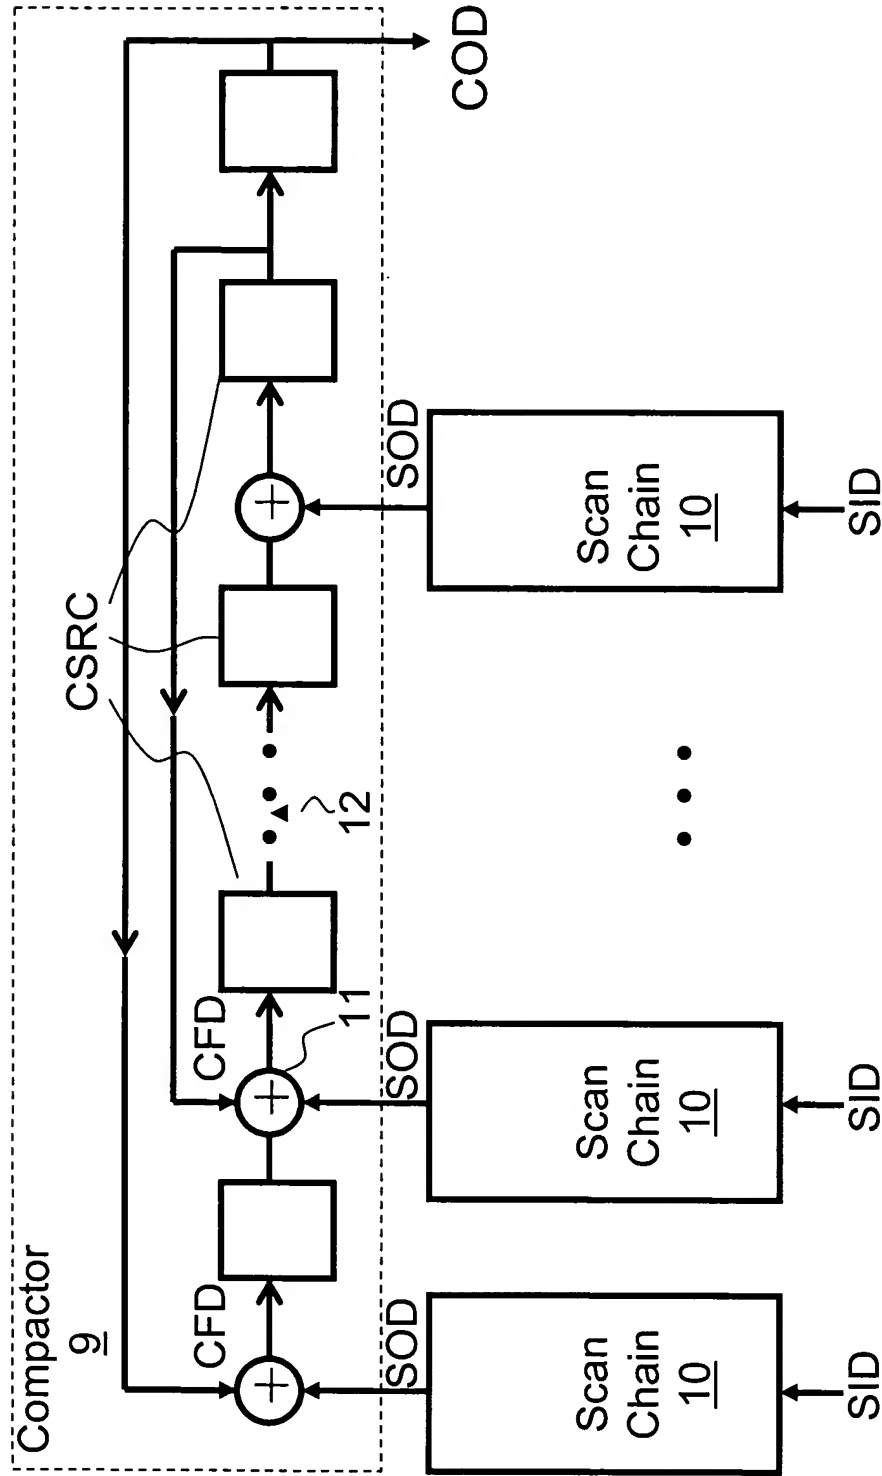 Compactor
9
CSRC
CFD
CFD
11
12
COD
SOD
SOD
SOD
Scan
Chain
10
Scan
Chain
10
Scan
Chain
10
SID
SID
SID